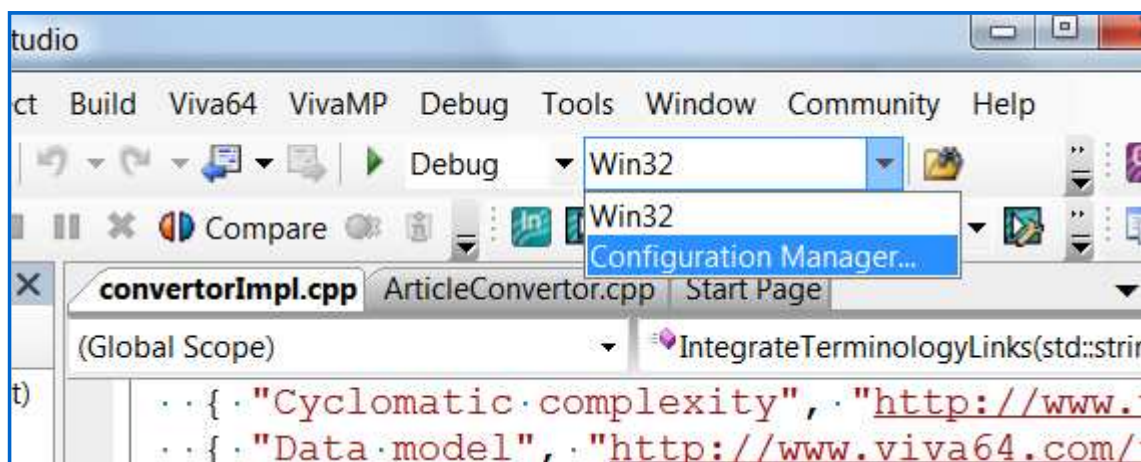 tudio
ct Build Viva64 VivaMP Debug Tools Window Community Help
Debug Win32
Compare Win32
Configuration Manager...
convertorImpl.cpp ArticleConvertor.cpp Start Page
(Global Scope) IntegrateTerminologyLinks(std::strin
t) { "Cyclomatic complexity", "http://www.
{ "Data model", "http://www.viva64.com/